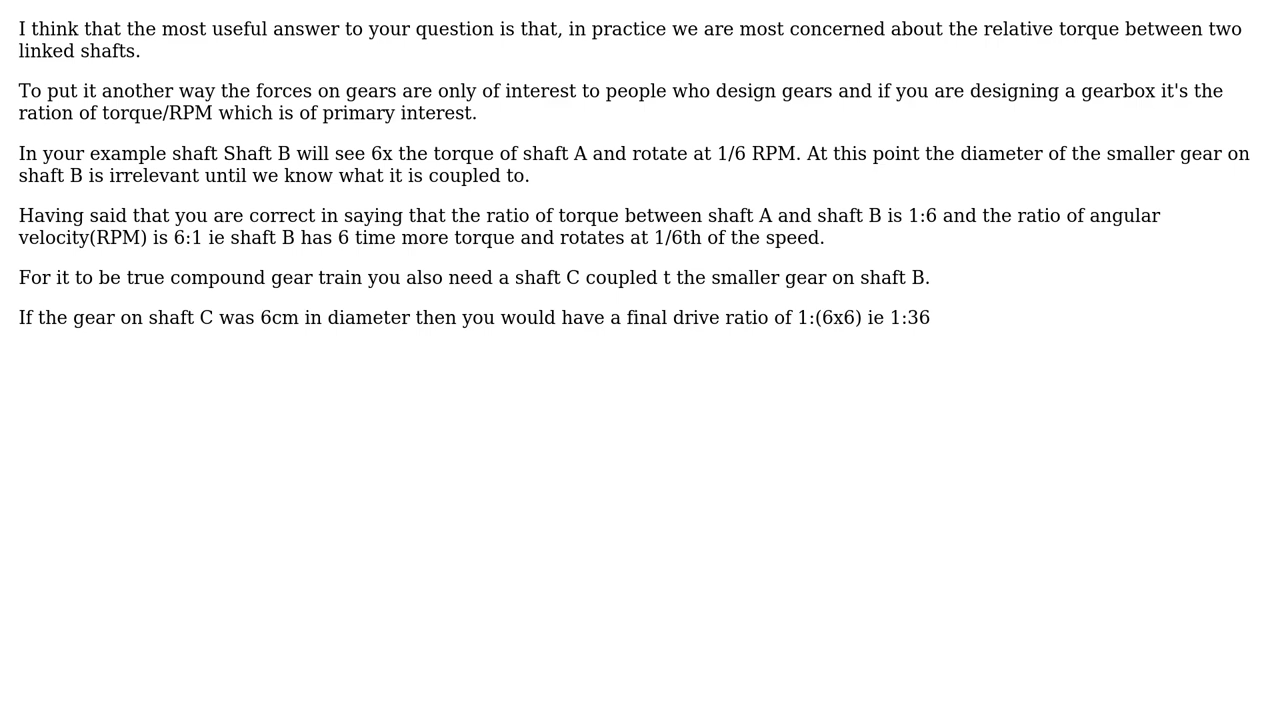 I think that the most useful answer to your question is that, in practice we are most concerned about the relative torque between two
linked shafts.
To put it another way the forces on gears are only of interest to people who design gears and if you are designing a gearbox it's the
ration of torque/RPM which is of primary interest.
In your example shaft Shaft B will see 6x the torque of shaft A and rotate at 1/6 RPM. At this point the diameter of the smaller gear on
shaft B is irrelevant until we know what it is coupled to.
Having said that you are correct in saying that the ratio of torque between shaft A and shaft B is 1:6 and the ratio of angular
velocity(RPM) is 6:1 ie shaft B has 6 time more torque and rotates at 1/6th of the speed.
For it to be true compound gear train you also need a shaft C coupled t the smaller gear on shaft B.
If the gear on shaft C was 6cm in diameter then you would have a final drive ratio of 1:(6x6) ie 1:36